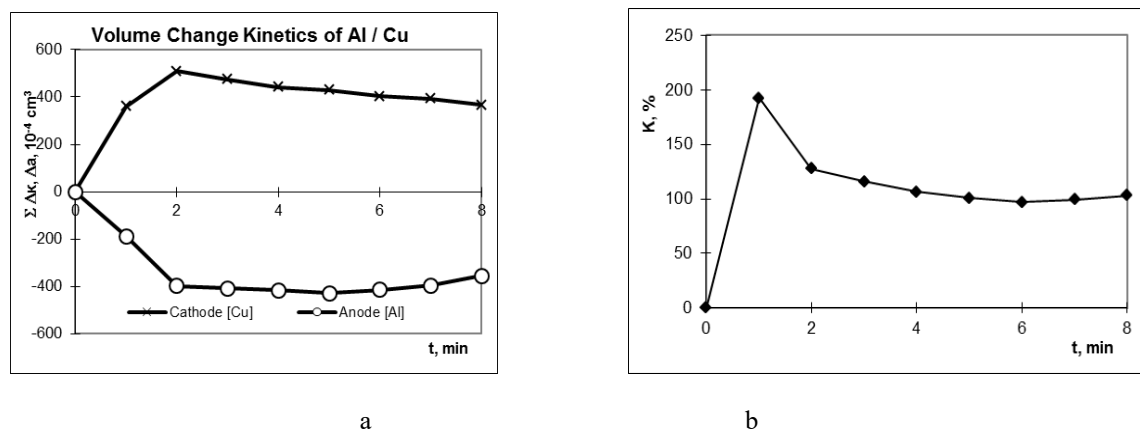 Volume Change Kinetics of Al / Cu
Σ Δκ, Δa, 10⁻⁴ cm³
600
400
200
0
-200
-400
-600
0
2
4
6
8
Cathode [Cu]
Anode [Al]
t, min
a
K, %
250
200
150
100
50
0
0
2
4
6
8
t, min
b